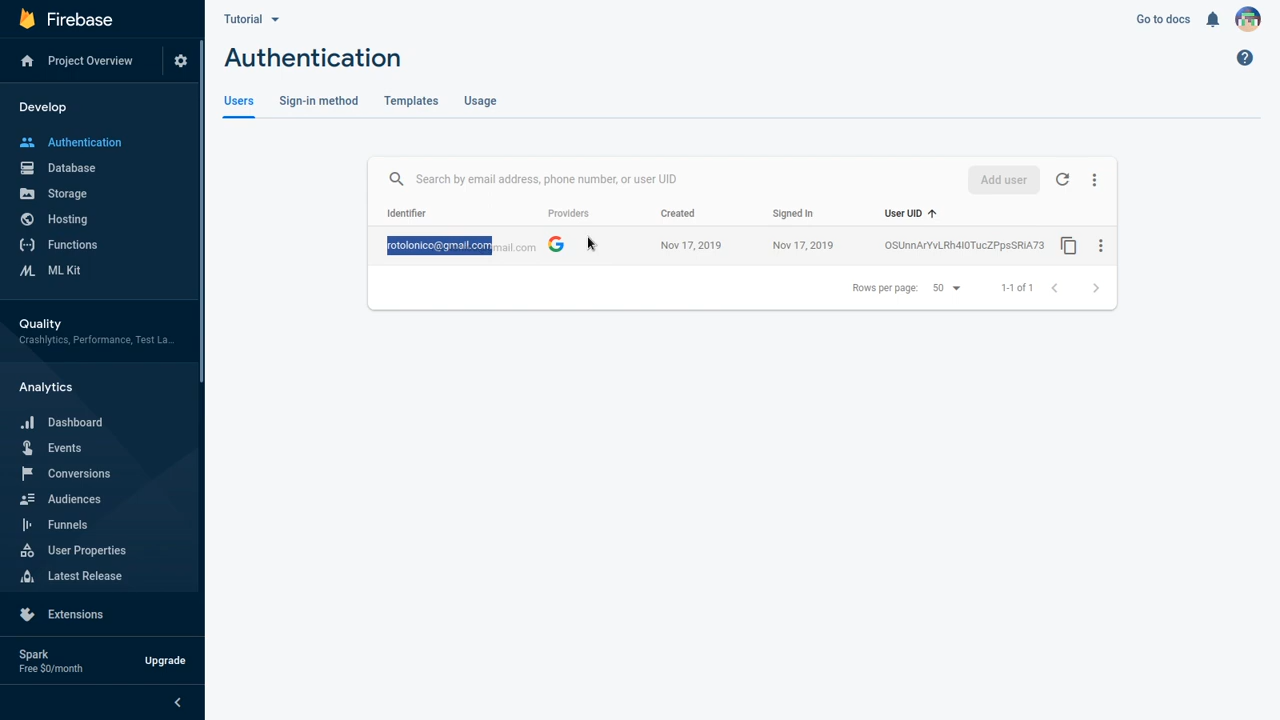 Firebase
Tutorial
Go to docs
Project Overview
Authentication
Users
Sign-in method
Templates
Usage
Develop
Authentication
Database
Storage
Hosting
Functions
ML Kit
Search by email address, phone number, or user UID
Add user
Identifier
Providers
Created
Signed In
User UID
rotolonico@gmail.com
mail.com
Nov 17, 2019
Nov 17, 2019
OSUnnArYvLRh4I0TucZPpsSRiA73
Rows per page:
50
1-1 of 1
Quality
Crashlytics, Performance, Test La...
Analytics
Dashboard
Events
Conversions
Audiences
Funnels
User Properties
Latest Release
Extensions
Spark
Free $0/month
Upgrade